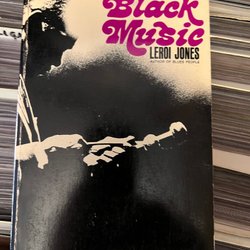 Black
Music
LEROI JONES
AUTHOR OF BLUES PEOPLE